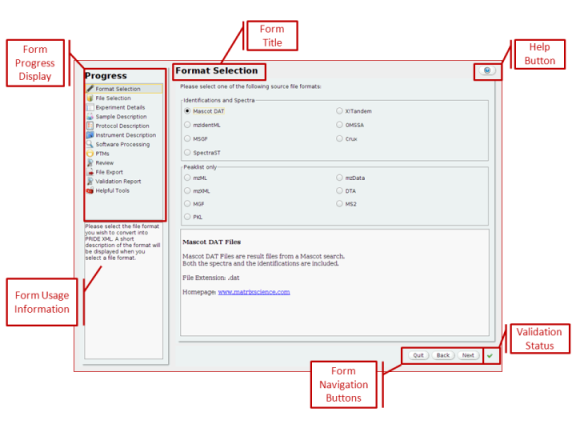 Form
Title
Form
Progress
Display
Help
Button
Progress
Format Selection
File Selection
Experiment Details
Sample Description
Protocol Description
Instrument Description
Software Processing
PTMs
Review
File Export
Validation Report
Helpful Tools
Please select the file format
you wish to convert into
PRIDE XML. A short
description of the format will
be displayed when you
select a file format.
Form Usage
Information
Format Selection
Please select one of the following source file formats:
Identifications and Spectra
Mascot DAT
X!Tandem
mzIdentML
OMSSA
MSGF
Crux
SpectraST
Peaklist only
mzML
mzData
mzXML
DTA
MGF
MS2
PKL
Mascot DAT Files
Mascot DAT Files are result files from a Mascot search.
Both the spectra and the identifications are included.
File Extension: .dat
Homepage: www.matrixscience.com
Quit
Back
Next
Validation
Status
Form
Navigation
Buttons